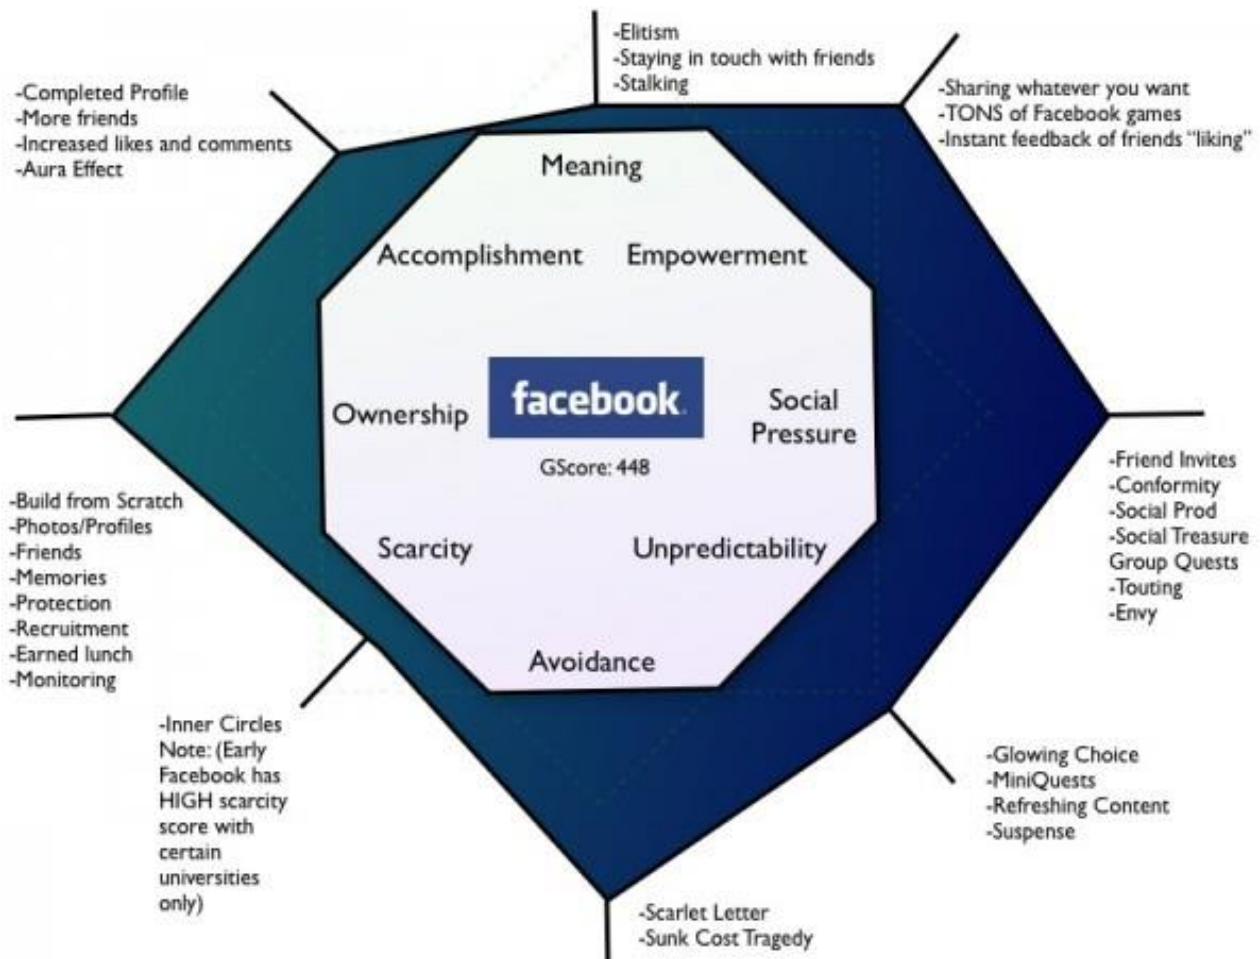 -Elitism
-Staying in touch with friends
-Stalking
-Completed Profile
-More friends
-Increased likes and comments
-Aura Effect
-Sharing whatever you want
-TONS of Facebook games
-Instant feedback of friends “liking”
Meaning
Accomplishment
Empowerment
Ownership
facebook.
GScore: 448
Social
Pressure
Scarcity
Unpredictability
Avoidance
-Build from Scratch
-Photos/Profiles
-Friends
-Memories
-Protection
-Recruitment
-Earned lunch
-Monitoring
-Friend Invites
-Conformity
-Social Prod
-Social Treasure
Group Quests
-Touting
-Envy
-Inner Circles
Note: (Early
Facebook has
HIGH scarcity
score with
certain
universities
only)
-Glowing Choice
-MiniQuests
-Refreshing Content
-Suspense
-Scarlet Letter
-Sunk Cost Tragedy